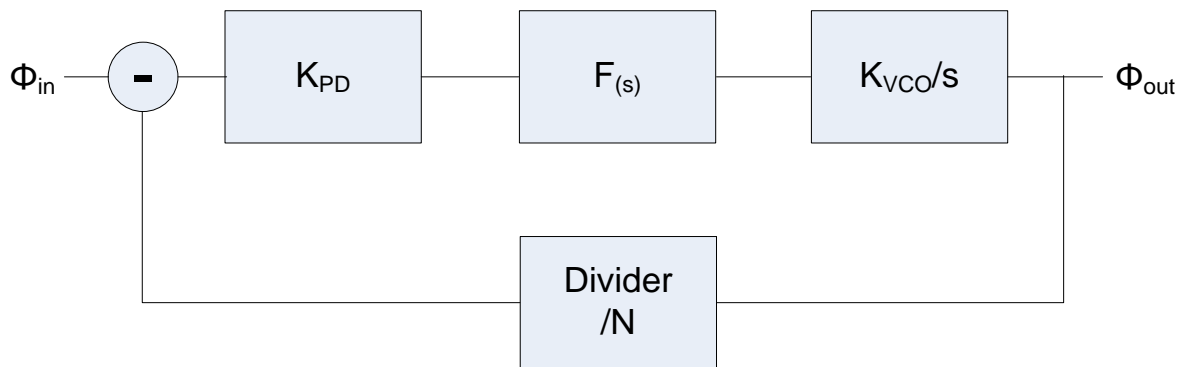 Φin
-
KPD
F(s)
KVCO/s
Φout
Divider
/N